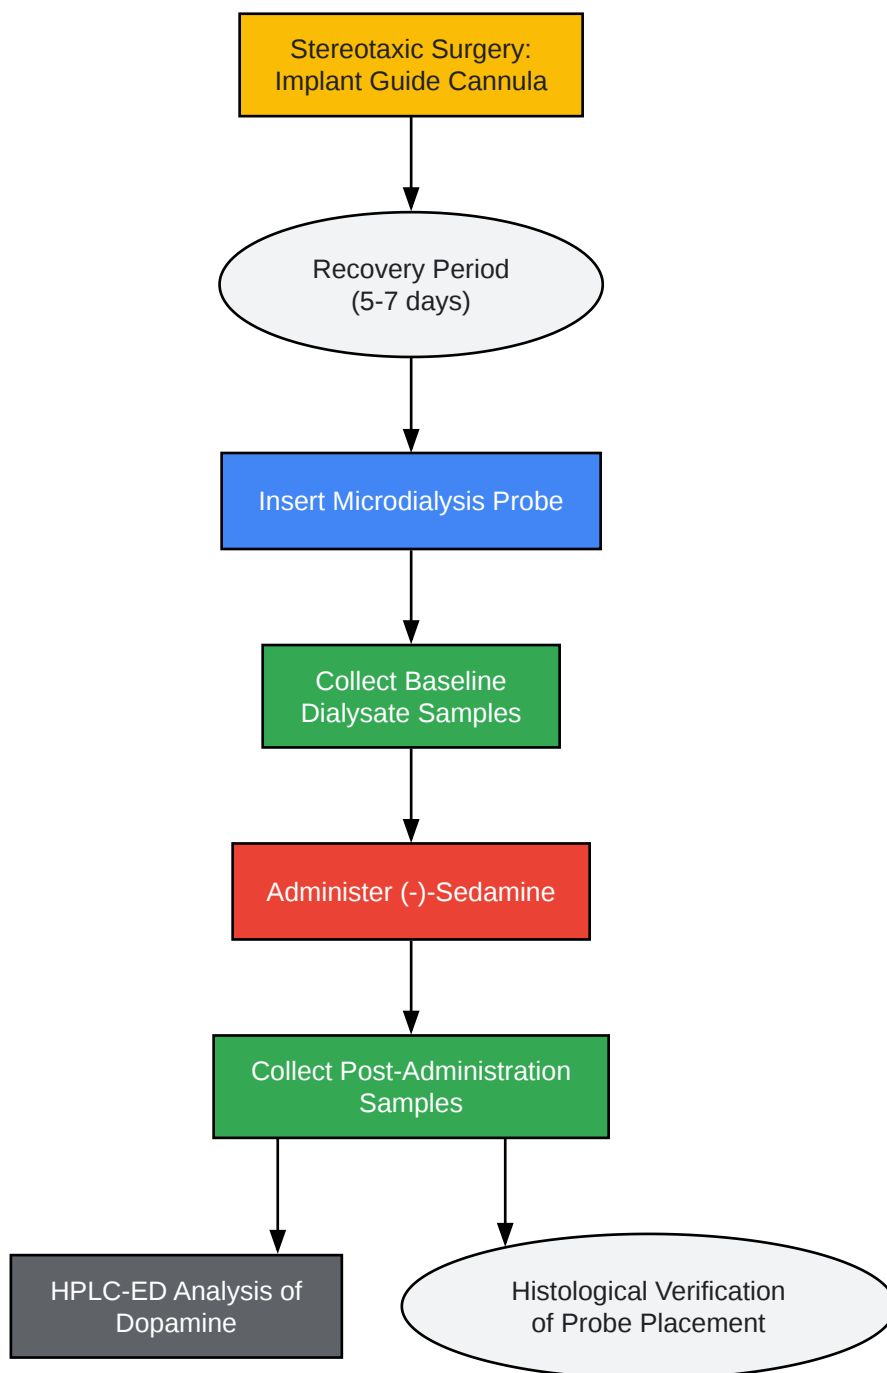 Stereotaxic Surgery:
Implant Guide Cannula
Recovery Period
(5-7 days)
Insert Microdialysis Probe
Collect Baseline
Dialysate Samples
Administer (-)-Sedamine
Collect Post-Administration
Samples
HPLC-ED Analysis of
Dopamine
Histological Verification
of Probe Placement